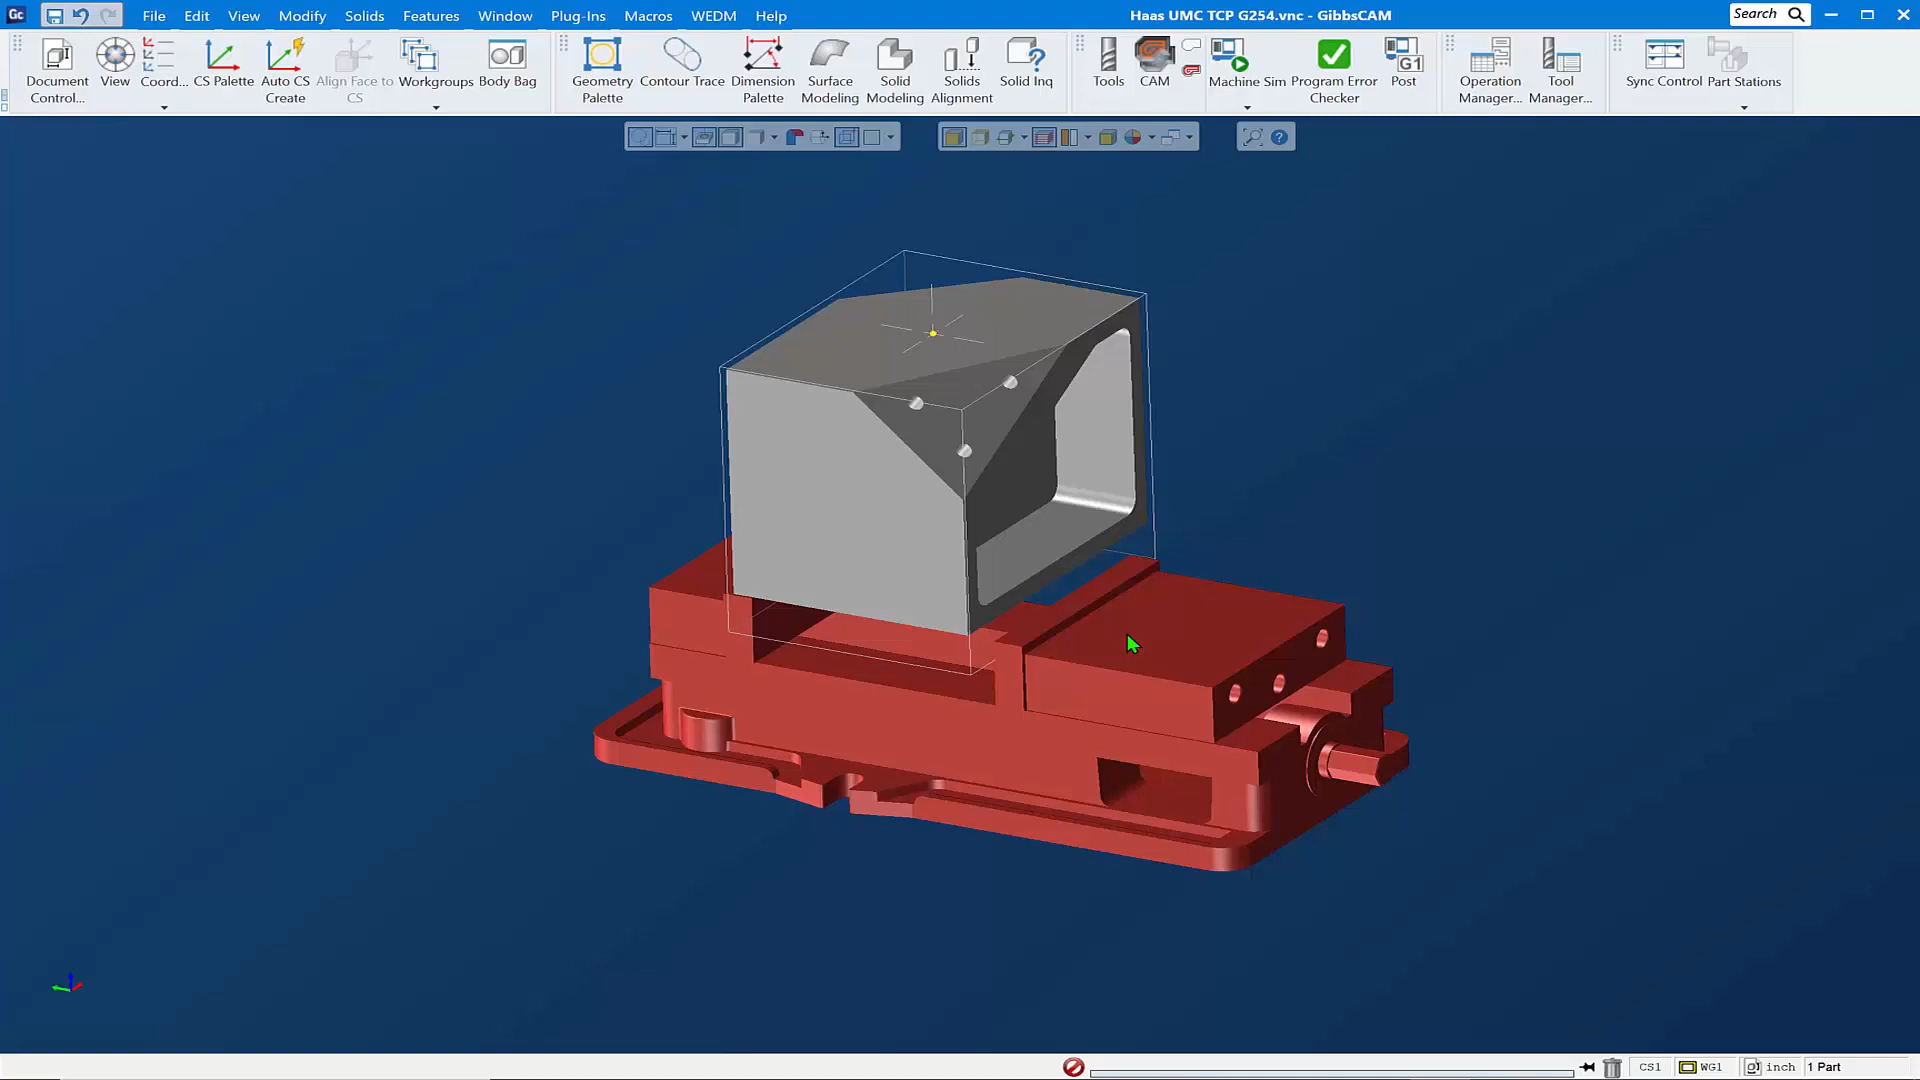 Gc File Edit View Modify Solids Features Window Plug-Ins Macros WEDM Help Haas UMC TCP G254.vnc - GibbsCAM Search
Document Control... View Coord... CS Palette Auto CS Create Align Face to CS Workgroups Body Bag Geometry Palette Contour Trace Dimension Palette Surface Modeling Solid Modeling Solids Alignment Solid Inq Tools CAM Machine Sim Program Error Checker G1 Post Operation Manager... Tool Manager... Sync Control Part Stations
CS1 WG1 inch 1 Part